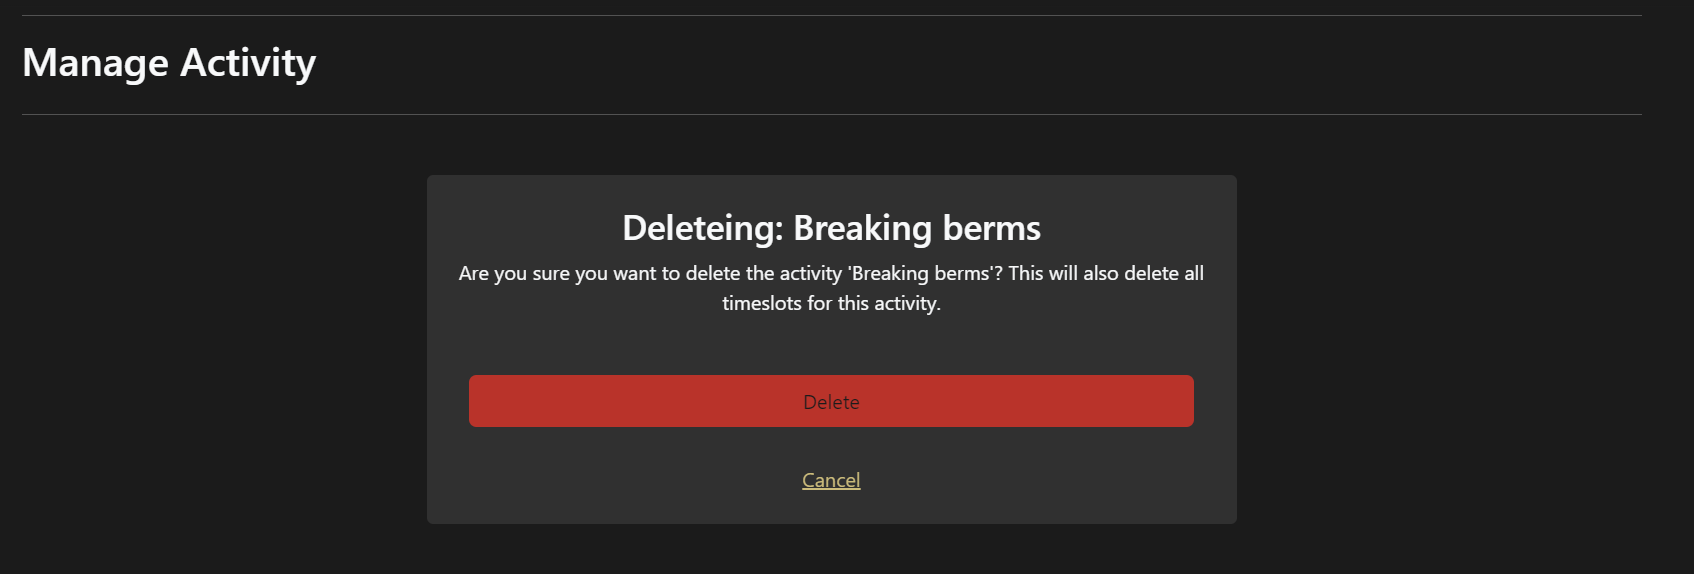 Manage Activity
Deleteing: Breaking berms
Are you sure you want to delete the activity 'Breaking berms'? This will also delete all
timeslots for this activity.
Delete
Cancel